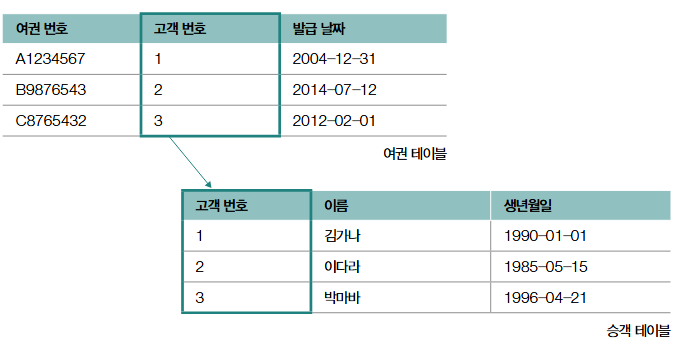 여권 번호 고객 번호 발급 날짜
A1234567 1 2004-12-31
B9876543 2 2014-07-12
C8765432 3 2012-02-01
여권 테이블
고객 번호 이름 생년월일
1 김가나 1990-01-01
2 이다라 1985-05-15
3 박마바 1996-04-21
승객 테이블